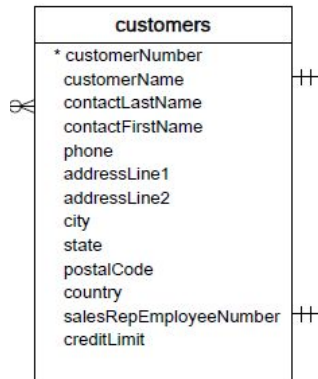 customers
* customerNumber
customerName
contactLastName
contactFirstName
phone
addressLine1
addressLine2
city
state
postalCode
country
salesRepEmployeeNumber
creditLimit